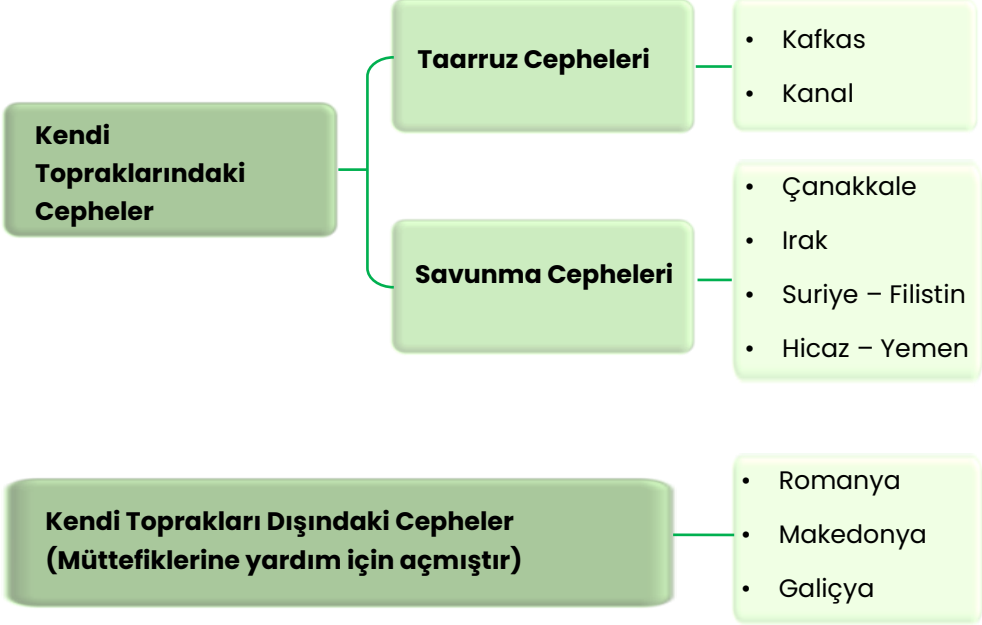 Kendi
Topraklarındaki
Cepheler
Taarruz Cepheleri
• Kafkas
• Kanal
Savunma Cepheleri
• Çanakkale
• Irak
• Suriye – Filistin
• Hicaz – Yemen
Kendi Toprakları Dışındaki Cepheler
(Müttefiklerine yardım için açmıştır)
• Romanya
• Makedonya
• Galiçya